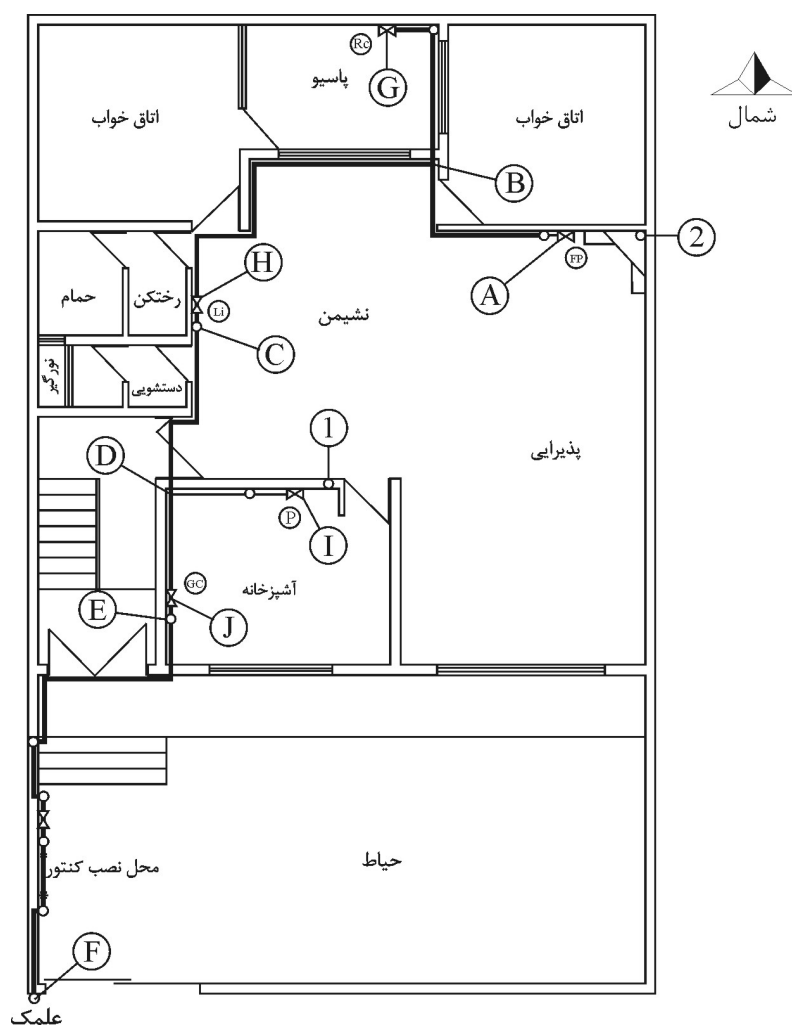 Rc
G
پاسیو
اتاق خواب
اتاق خواب
شمال
B
2
A
FP
H
Li
C
حمام
رختکن
نشیمن
نورگیر
دستشویی
D
1
پذیرایی
P
I
GC
آشپزخانه
E
J
محل نصب کنتور
حیاط
F
علمک